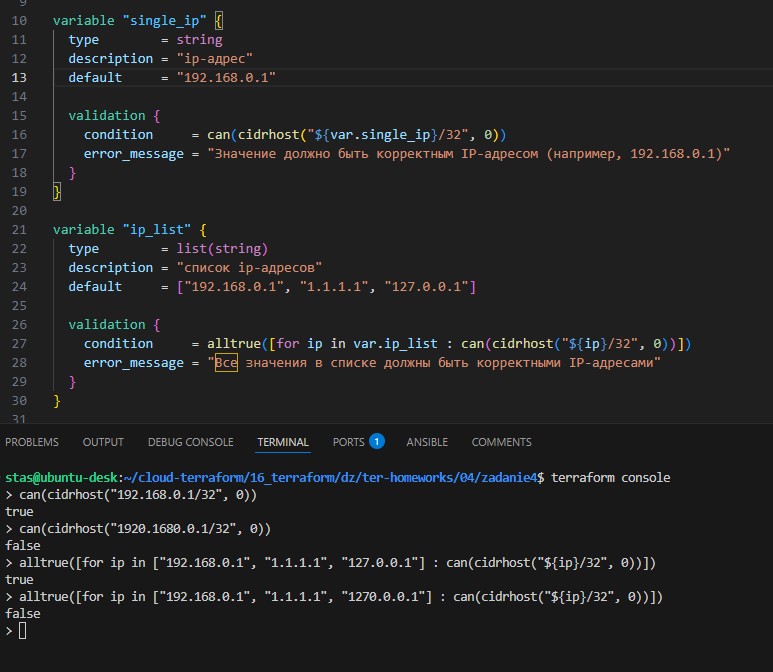 9
10 variable "single_ip" {
11 type = string
12 description = "ip-адрес"
13 default = "192.168.0.1"
14
15 validation {
16 condition = can(cidrhost("${var.single_ip}/32", 0))
17 error_message = "Значение должно быть корректным IP-адресом (например, 192.168.0.1)"
18 }
19 }
20
21 variable "ip_list" {
22 type = list(string)
23 description = "список ip-адресов"
24 default = ["192.168.0.1", "1.1.1.1", "127.0.0.1"]
25
26 validation {
27 condition = alltrue([for ip in var.ip_list : can(cidrhost("${ip}/32", 0))])
28 error_message = "Все значения в списке должны быть корректными IP-адресами"
29 }
30 }
31
PROBLEMS OUTPUT DEBUG CONSOLE TERMINAL PORTS 1 ANSIBLE COMMENTS
stas@ubuntu-desk:~/cloud-terraform/16_terraform/dz/ter-homeworks/04/zadanie4$ terraform console
> can(cidrhost("192.168.0.1/32", 0))
true
> can(cidrhost("1920.1680.0.1/32", 0))
false
> alltrue([for ip in ["192.168.0.1", "1.1.1.1", "127.0.0.1"] : can(cidrhost("${ip}/32", 0))])
true
> alltrue([for ip in ["192.168.0.1", "1.1.1.1", "1270.0.0.1"] : can(cidrhost("${ip}/32", 0))])
false
>